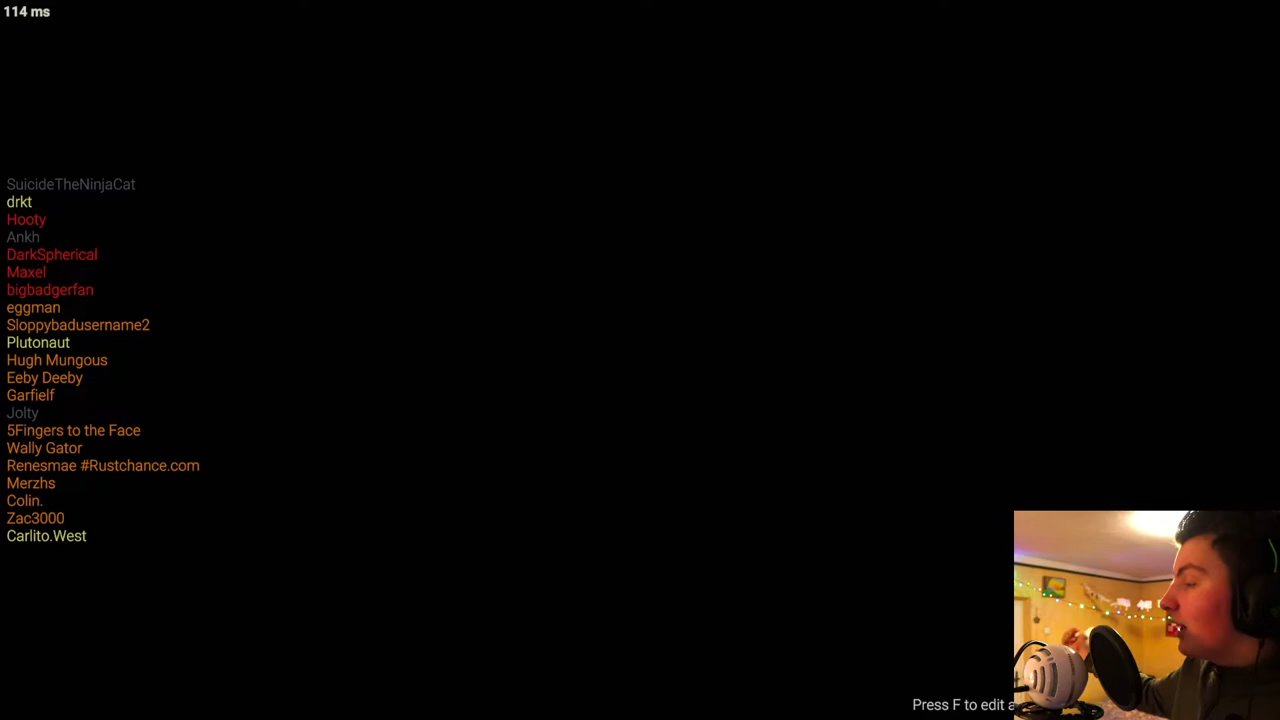 114 ms
SuicideTheNinjaCat
drkt
Hooty
Ankh
DarkSpherical
Maxel
bigbadgerfan
eggman
Sloppybadusername2
Plutonaut
Hugh Mungous
Eeby Deeby
Garfielf
Jolty
5Fingers to the Face
Wally Gator
Renesmae #Rustchance.com
Merzhs
Colin.
Zac3000
Carlito.West
Press F to edit a